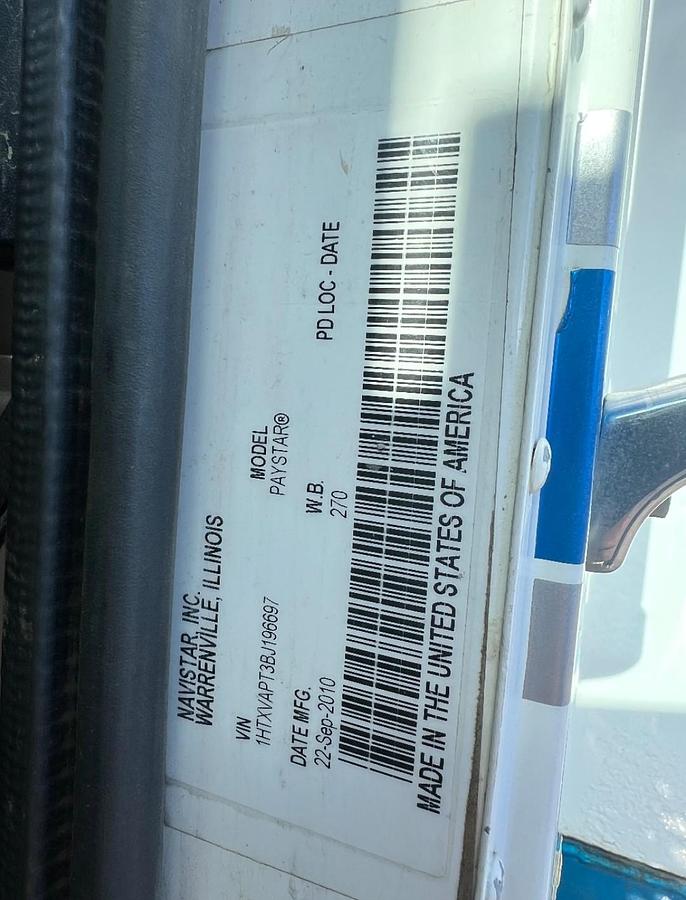 NAVISTAR, INC.
WARRENVILLE, ILLINOIS
VIN
1HTXVAPT3BJ196697
MODEL
PAYSTAR®
DATE MFG.
22-Sep-2010
W.B.
270
PD LOC - DATE
MADE IN THE UNITED STATES OF AMERICA